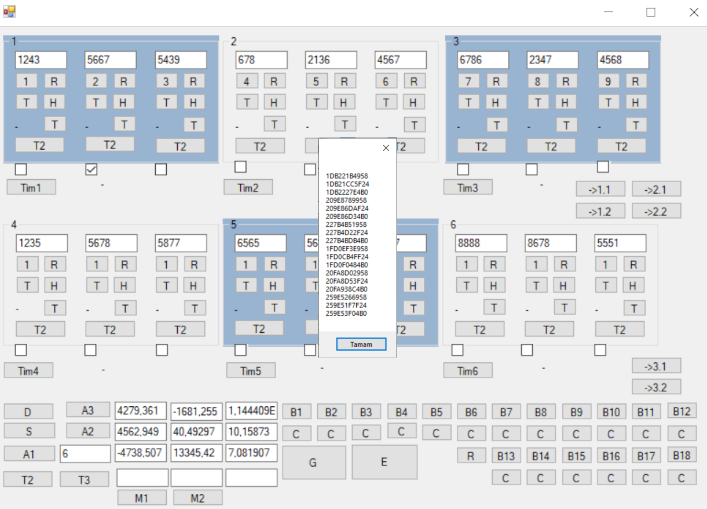 1 2 3
1243 5667 5439 678 2136 4567 6786 2347 4568
1 R 2 R 3 R 4 R 5 R 6 R 7 R 8 R 9 R
T H T H T H T H T H T H T H T H T H
- T - T - T - T - T - T - T - T - T
T2 T2 T2 T2 T2 T2 T2 T2
Tim1 - Tim2 Tim3 - ->1.1 ->2.1
->1.2 ->2.2
1DB221B4958
1DB21CC5F24
1DB2227E4B0
209E8789958
209E86DAF24
209E86D34B0
227B4B51958
227B4D22F24
227B4BDB4B0
1FD0EF3E958
1FD0CB4FF24
1FD0F0484B0
20FA8D02958
20FA8D53F24
20FA938C4B0
259E5266958
259E51F7F24
259E53F04B0
Tamam
4 5 6
1235 5678 5877 6565 56 7 8888 8678 5551
1 R 1 R 1 R 1 R 1 R 1 R 1 R 1 R
T H T H T H T H T H T H T H T H
- T - T - T - T T - T - T - T
T2 T2 T2 T2 T2 T2 T2 T2
Tim4 - Tim5 - Tim6 - ->3.1
->3.2
D A3 4279,361 -1681,255 1,144409E B1 B2 B3 B4 B5 B6 B7 B8 B9 B10 B11 B12
S A2 4562,949 40,49297 10,15873 C C C C C C C C C C C C
A1 6 -4738,507 13345,42 7,081907 G E R B13 B14 B15 B16 B17 B18
T2 T3 C C C C C C
M1 M2